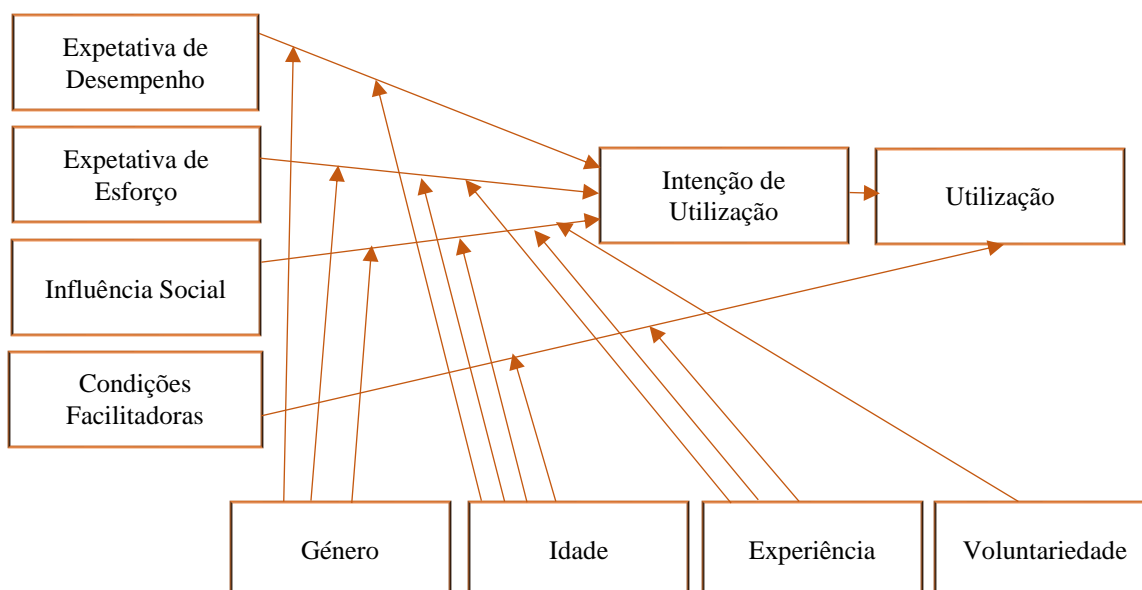 Expetativa de
Desempenho
Expetativa de
Esforço
Influência Social
Condições
Facilitadoras
Intenção de
Utilização
Utilização
Género
Idade
Experiência
Voluntariedade